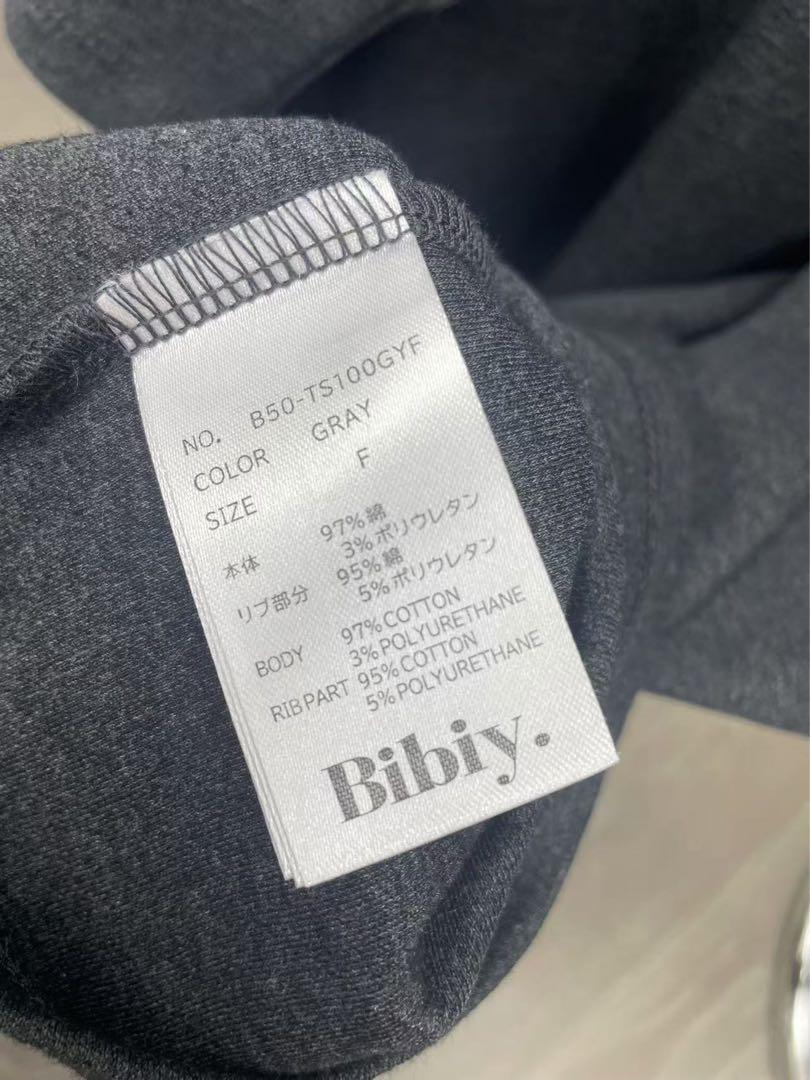 NO. B50-TS100GYF
COLOR GRAY
SIZE F
本体 97%綿
3%ポリウレタン
リブ部分 95%綿
5%ポリウレタン
BODY 97%COTTON
3%POLYURETHANE
RIB PART 95%COTTON
5%POLYURETHANE
Bibiy.